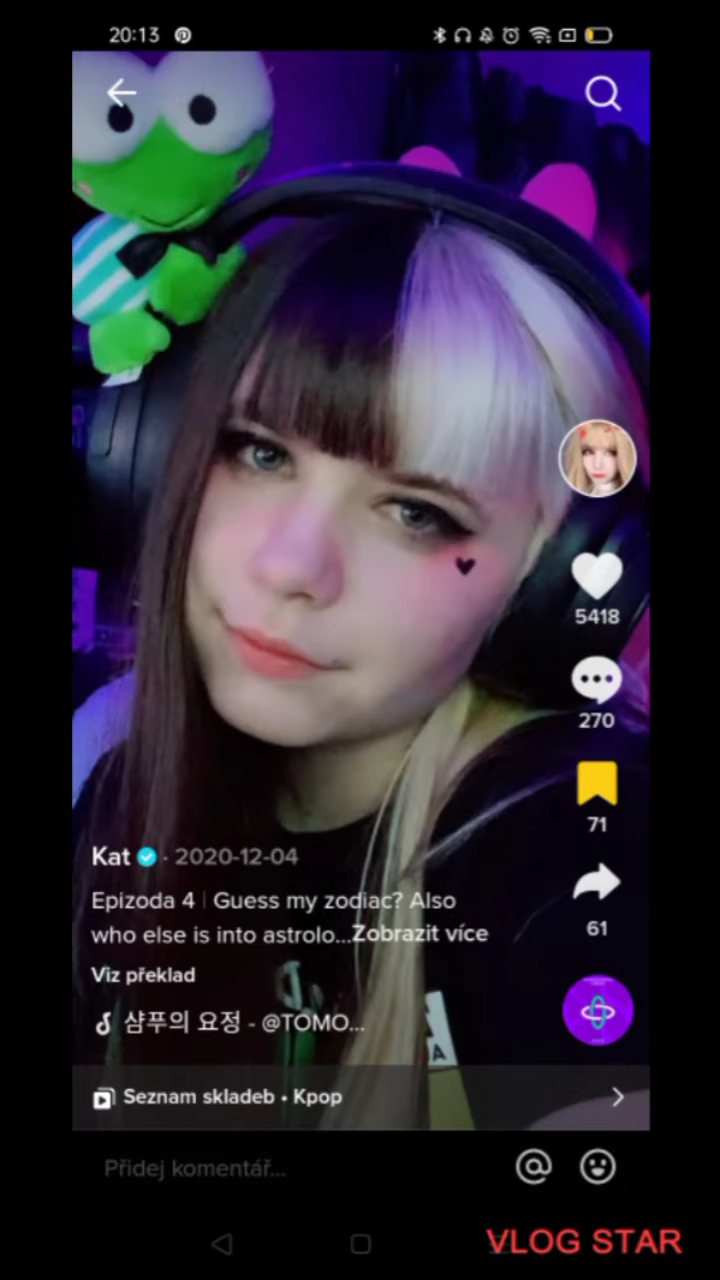 20:13
5418
270
71
61
Kat · 2020-12-04
Epizoda 4 | Guess my zodiac? Also
who else is into astrolo...Zobrazit více
Viz překlad
샴푸의 요정 - @TOMO...
Seznam skladeb • Kpop
Přidej komentář...
VLOG STAR